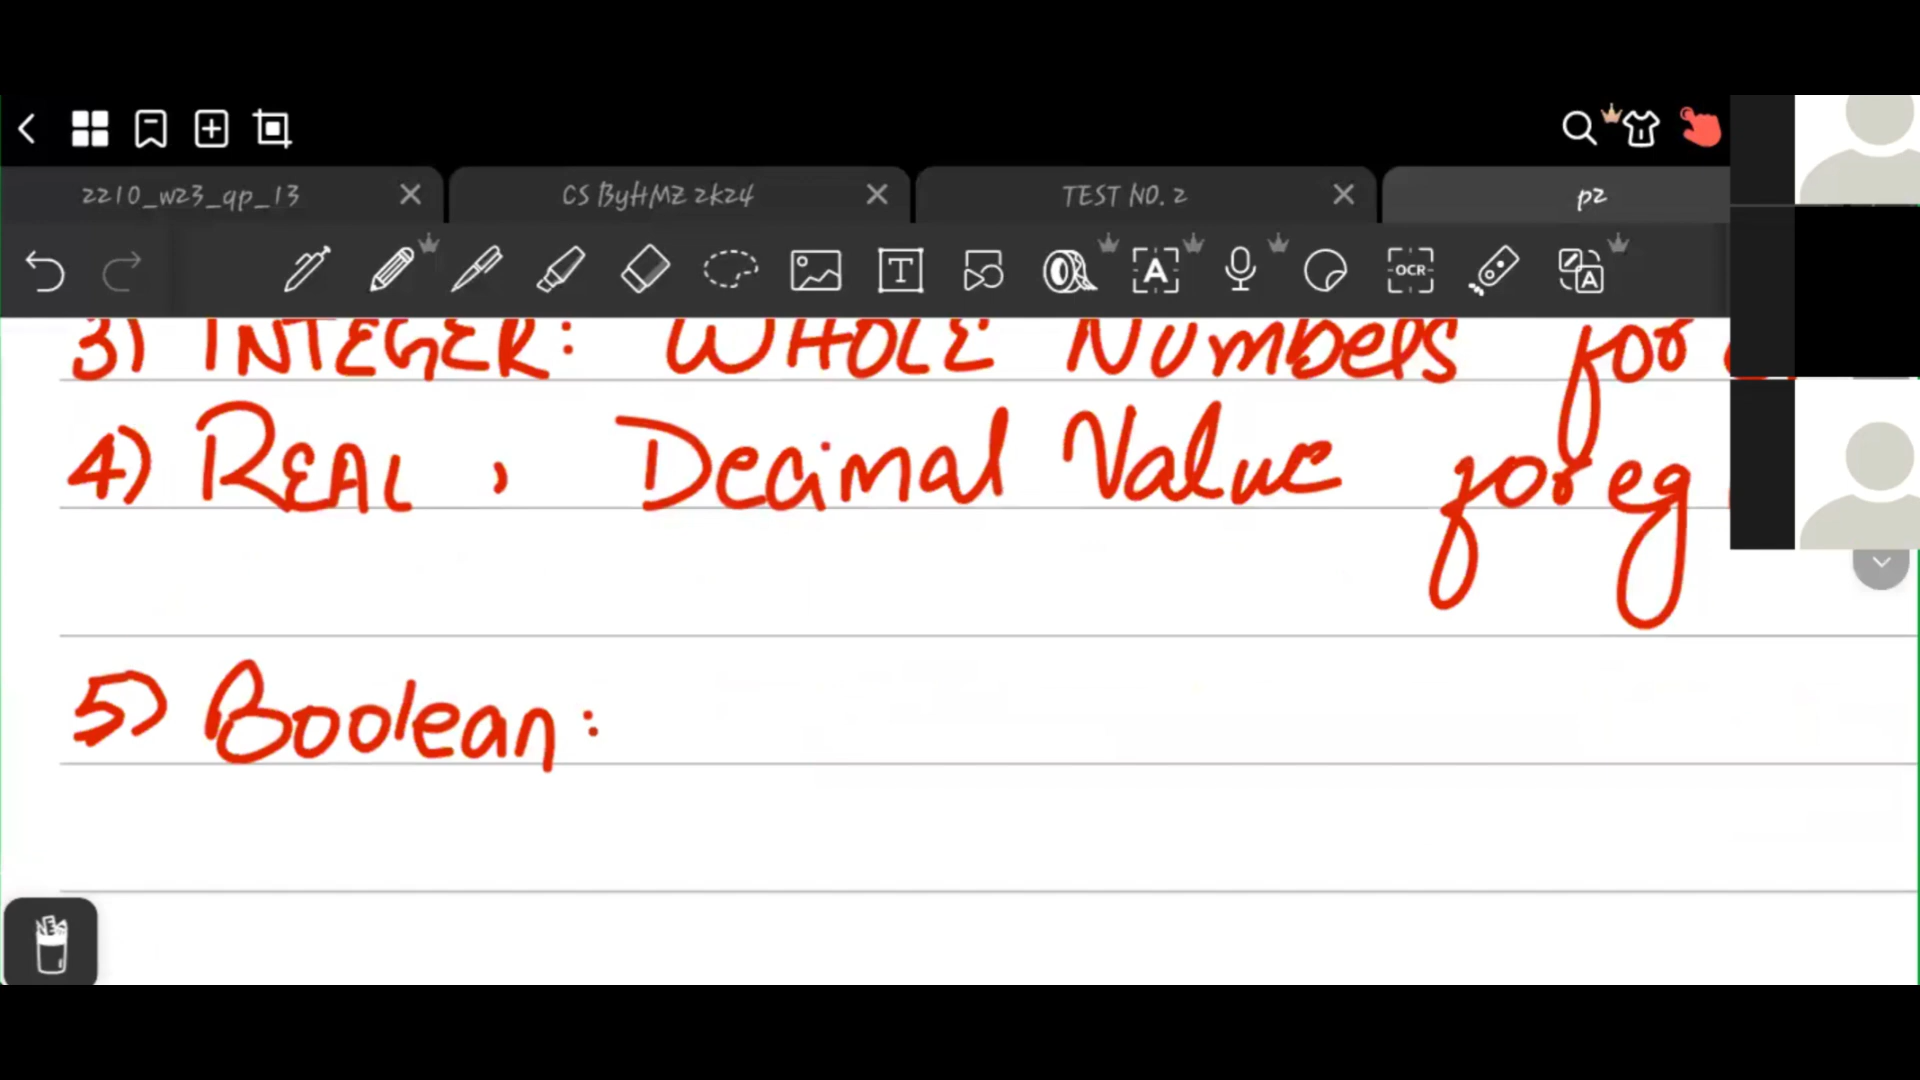 2210_w23_qp_13
CS ByHMZ 2k24
TEST NO. 2
p2
T
A
OCR
A
3) INTEGER: WHOLE Numbers for
4) REAL , Decimal Value for eg
5) Boolean: